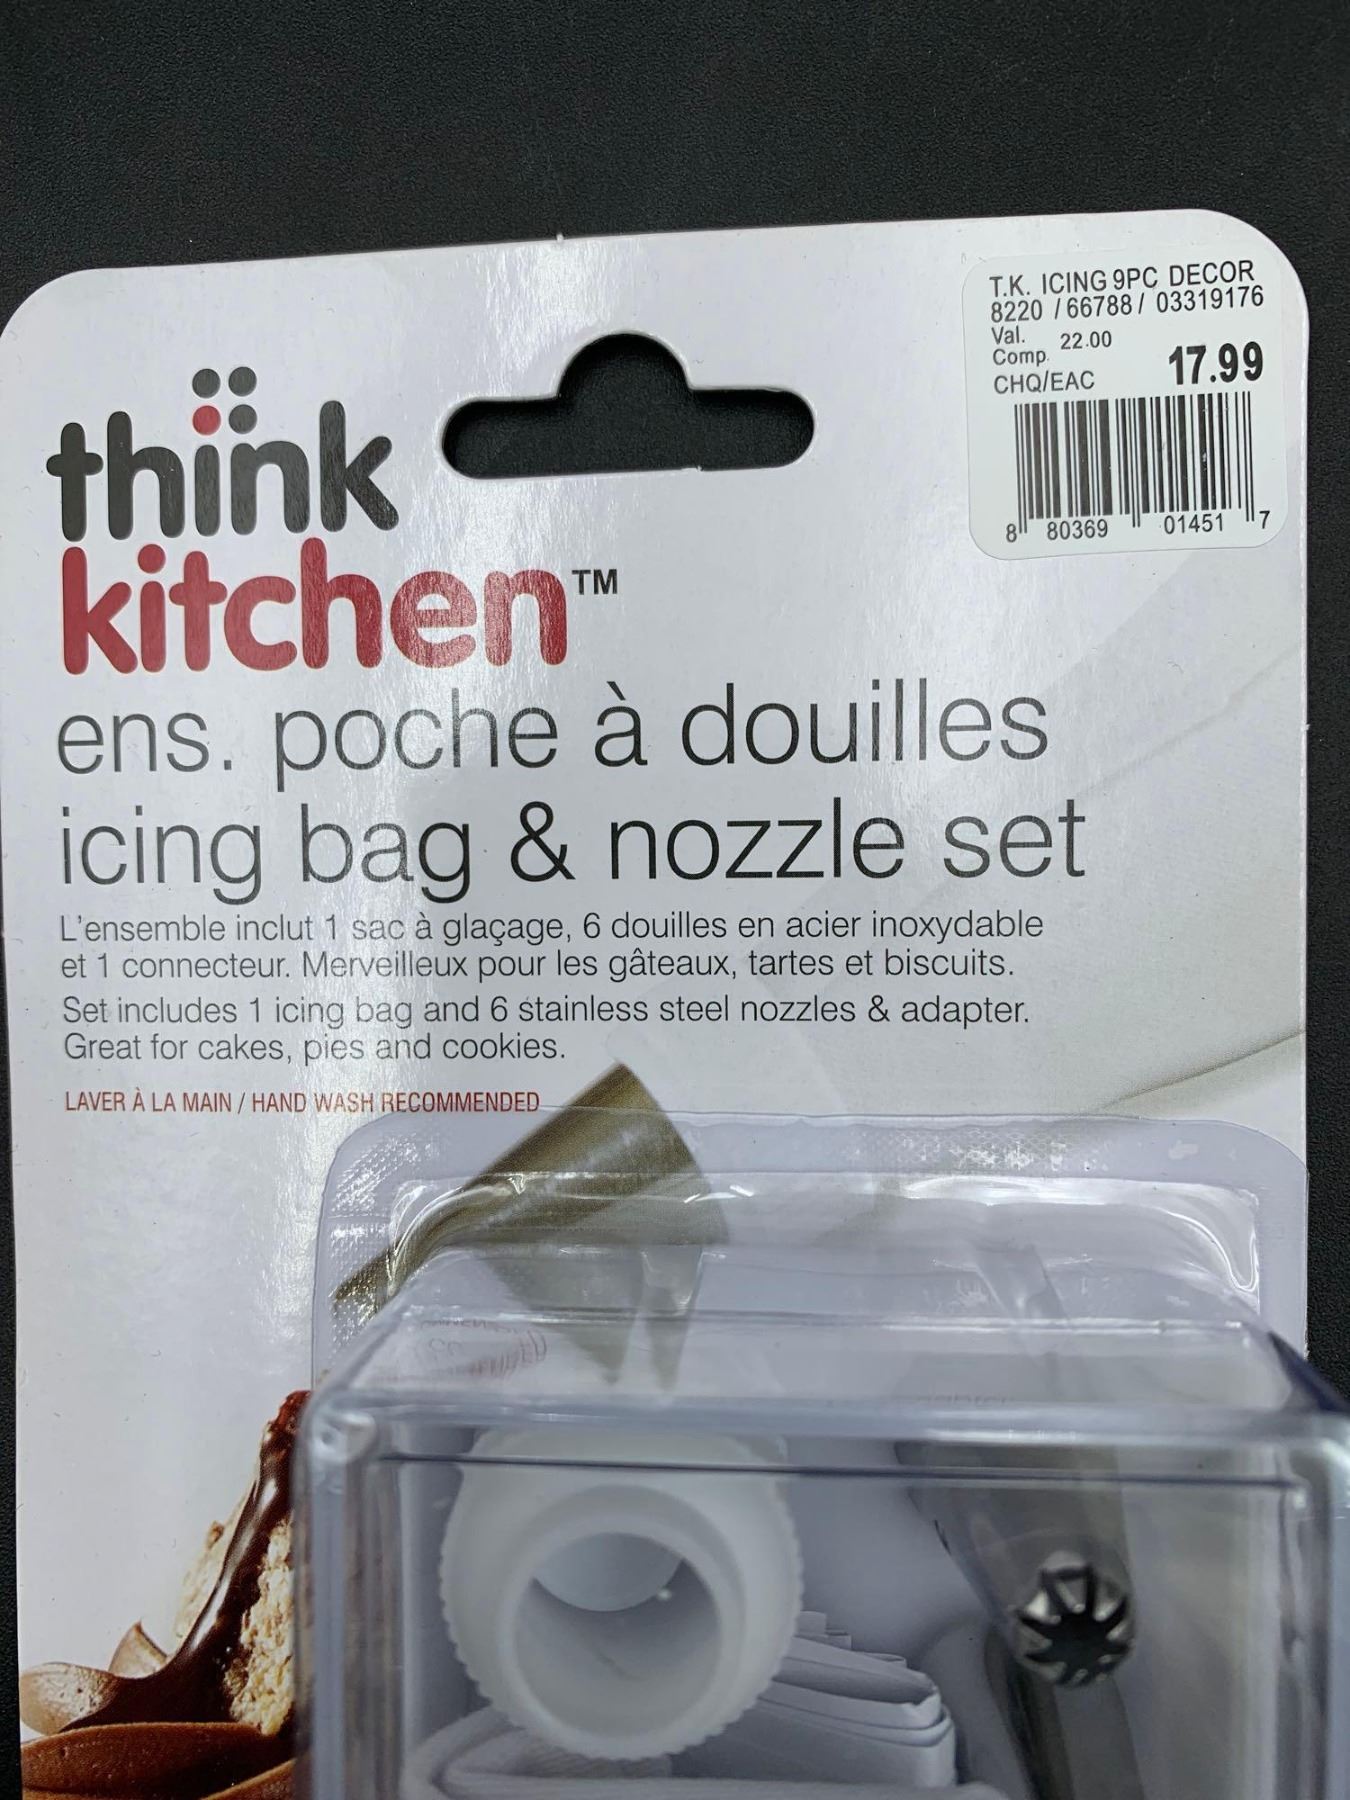 T.K. ICING 9PC DECOR
8220 / 66788 / 03319176
Val.
Comp. 22.00
17.99
CHQ/EAC
8 80369 01451 7
think
kitchen™
ens. poche à douilles
icing bag & nozzle set
L'ensemble inclut 1 sac à glaçage, 6 douilles en acier inoxydable
et 1 connecteur. Merveilleux pour les gâteaux, tartes et biscuits.
Set includes 1 icing bag and 6 stainless steel nozzles & adapter.
Great for cakes, pies and cookies.
LAVER À LA MAIN / HAND WASH RECOMMENDED